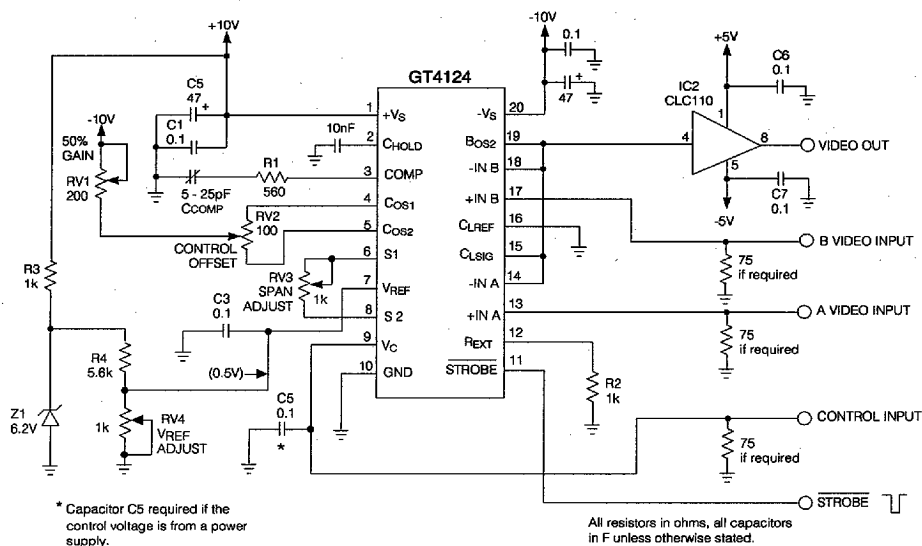 +10V
-10V
0.1
47 +
GT4124
+5V
C6
0.1
IC2
CLC110
1
4
8
5
VIDEO OUT
C7
0.1
-5V
C5
47 +
C1
0.1
10nF
-10V
50%
GAIN
RV1
200
5 - 25pF
CCOMP
R1
560
RV2
100
CONTROL
OFFSET
RV3
SPAN
ADJUST
1k
1 +VS
2 CHOLD
3 COMP
4 COS1
5 COS2
6 S1
7 VREF
8 S 2
9 VC
10 GND
-VS 20
BOS2 19
-IN B 18
+IN B 17
CLREF 16
CLSIG 15
-IN A 14
+IN A 13
REXT 12
STROBE 11
B VIDEO INPUT
75
if required
A VIDEO INPUT
75
if required
R2
1k
CONTROL INPUT
75
if required
STROBE
R3
1k
C3
0.1
R4
5.6k
(0.5V)
Z1
6.2V
1k
RV4
VREF
ADJUST
C5
0.1
*
* Capacitor C5 required if the
control voltage is from a power
supply.
All resistors in ohms, all capacitors
in F unless otherwise stated.